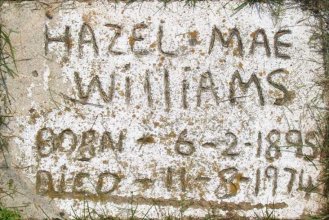 HAZEL-MAE
WILLIAMS
BORN - 6-2-1895
DIED - 11-8-1974